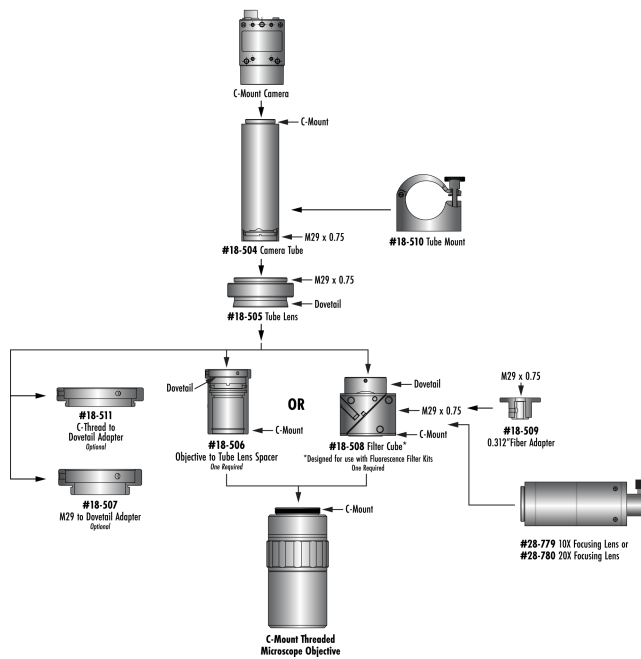 C-Mount Camera
C-Mount
M29 x 0.75
#18-504 Camera Tube
#18-510 Tube Mount
M29 x 0.75
Dovetail
#18-505 Tube Lens
#18-511
C-Thread to
Dovetail Adapter
Optional
#18-507
M29 to Dovetail Adapter
Optional
Dovetail
C-Mount
#18-506
Objective to Tube Lens Spacer
One Required
OR
Dovetail
M29 x 0.75
C-Mount
#18-508 Filter Cube*
*Designed for use with Fluorescence Filter Kits
One Required
M29 x 0.75
#18-509
0.312"Fiber Adapter
#28-779 10X Focusing Lens or
#28-780 20X Focusing Lens
C-Mount
C-Mount Threaded
Microscope Objective